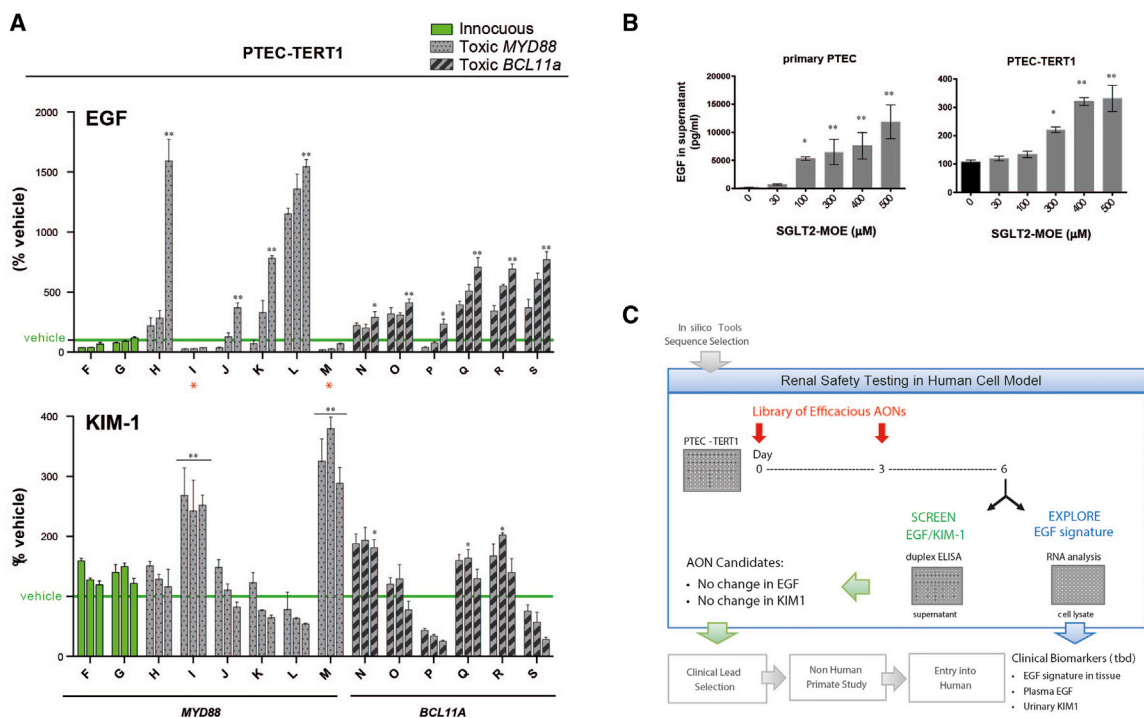 A
PTEC-TERT1
Innocuous
Toxic MYD88
Toxic BCL11a
EGF
2000
1500
1000
500
0
(% vehicle)
vehicle
**
**
**
**
*
**
*
**
**
**
F G H I J K L M N O P Q R S
* *
KIM-1
400
300
200
100
0
(% vehicle)
vehicle
**
**
*
*
*
F G H I J K L M N O P Q R S
MYD88
BCL11A
B
primary PTEC
EGF in supernatant
(pg/ml)
20000
15000
10000
5000
0
* ** ** **
0 30 100 300 400 500
SGLT2-MOE (µM)
PTEC-TERT1
400
300
200
100
0
* ** **
0 30 100 300 400 500
SGLT2-MOE (µM)
C
In silico Tools
Sequence Selection
Renal Safety Testing in Human Cell Model
Library of Efficacious AONs
PTEC -TERT1
Day
0 ---------------------- 3 ---------------------- 6
SCREEN
EGF/KIM-1
duplex ELISA
supernatant
EXPLORE
EGF signature
RNA analysis
cell lysate
AON Candidates:
• No change in EGF
• No change in KIM1
Clinical Lead
Selection
Non Human
Primate Study
Entry into
Human
Clinical Biomarkers (tbd)
• EGF signature in tissue
• Plasma EGF
• Urinary KIM1